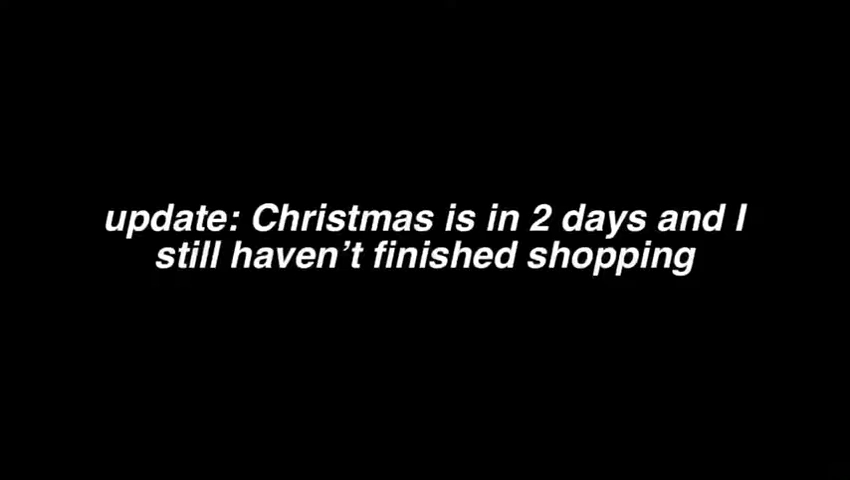 update: Christmas is in 2 days and I
still haven’t finished shopping